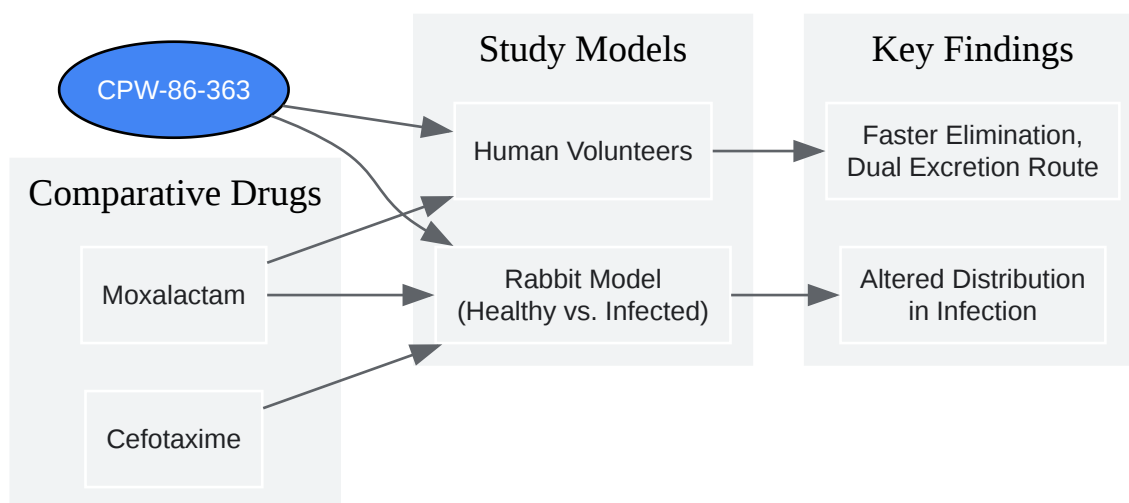 CPW-86-363
Comparative Drugs
Moxalactam
Cefotaxime
Study Models
Human Volunteers
Rabbit Model
(Healthy vs. Infected)
Key Findings
Faster Elimination,
Dual Excretion Route
Altered Distribution
in Infection